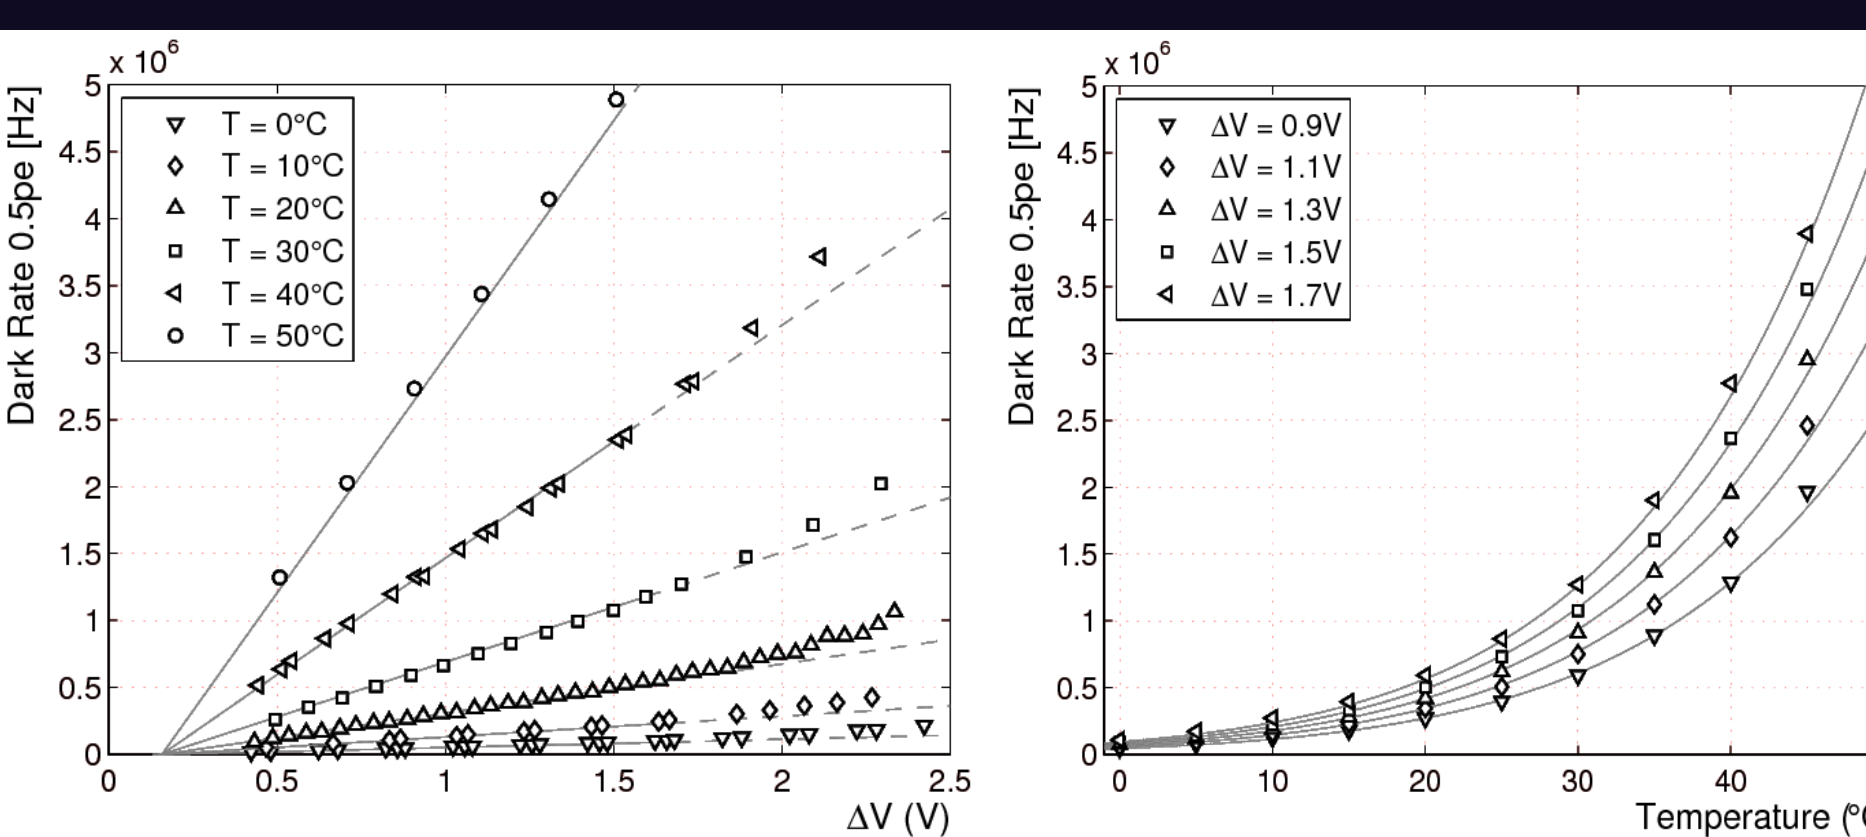 x 10⁶
Dark Rate 0.5pe [Hz]
5
4.5
4
3.5
3
2.5
2
1.5
1
0.5
0
T = 0°C
T = 10°C
T = 20°C
T = 30°C
T = 40°C
T = 50°C
0 0.5 1 1.5 2 2.5
ΔV (V)
x 10⁶
Dark Rate 0.5pe [Hz]
5
4.5
4
3.5
3
2.5
2
1.5
1
0.5
0
ΔV = 0.9V
ΔV = 1.1V
ΔV = 1.3V
ΔV = 1.5V
ΔV = 1.7V
0 10 20 30 40
Temperature (°